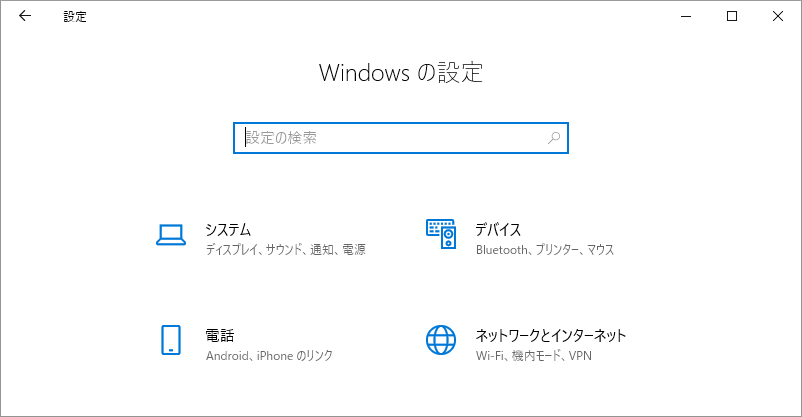 設定
Windows の設定
設定の検索
システム
ディスプレイ、サウンド、通知、電源
デバイス
Bluetooth、プリンター、マウス
電話
Android、iPhone のリンク
ネットワークとインターネット
Wi-Fi、機内モード、VPN